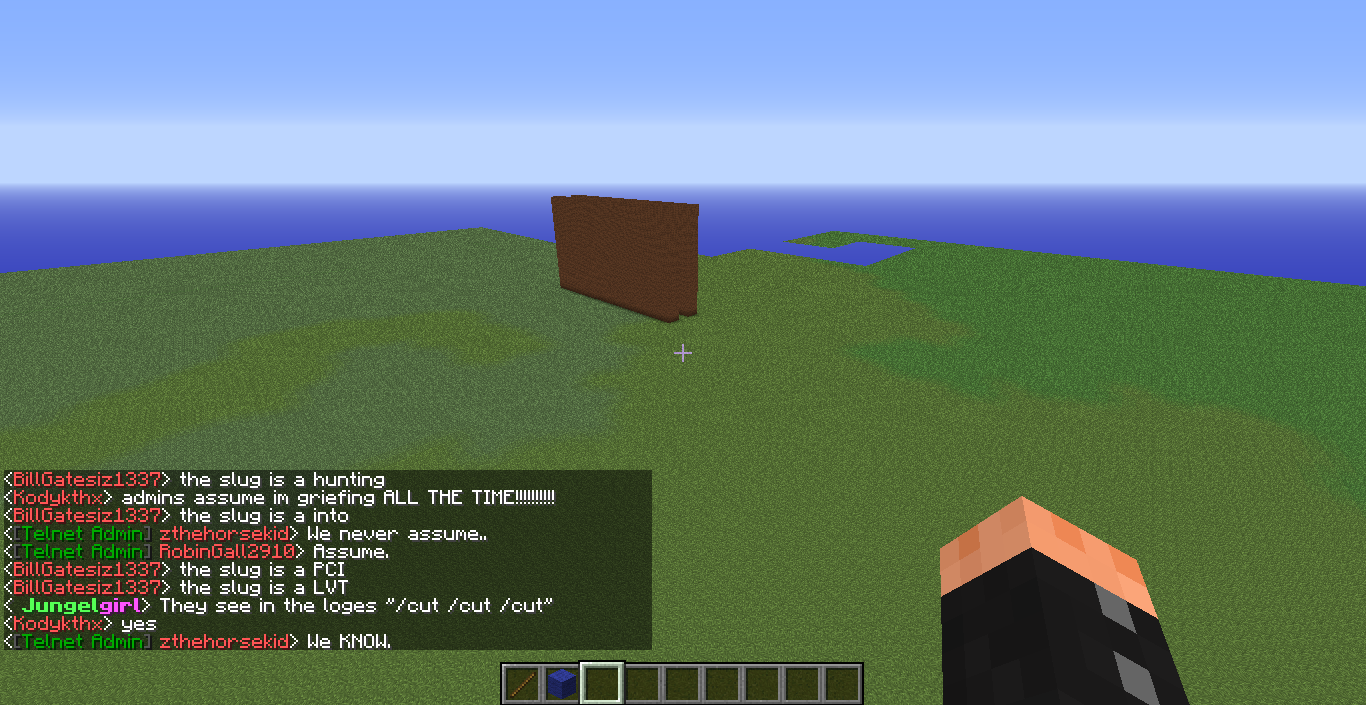 <BillGatesiz1337> the slug is a hunting
<Kodykthx> admins assume im griefing ALL THE TIME!!!!!!!!!
<BillGatesiz1337> the slug is a into
<[Telnet Admin] zthehorsekid> We never assume..
<[Telnet Admin] RobinGall2910> Assume.
<BillGatesiz1337> the slug is a PCI
<BillGatesiz1337> the slug is a LVT
< Jungelgirl> They see in the loges "/cut /cut /cut"
<Kodykthx> yes
<[Telnet Admin] zthehorsekid> We KNOW.